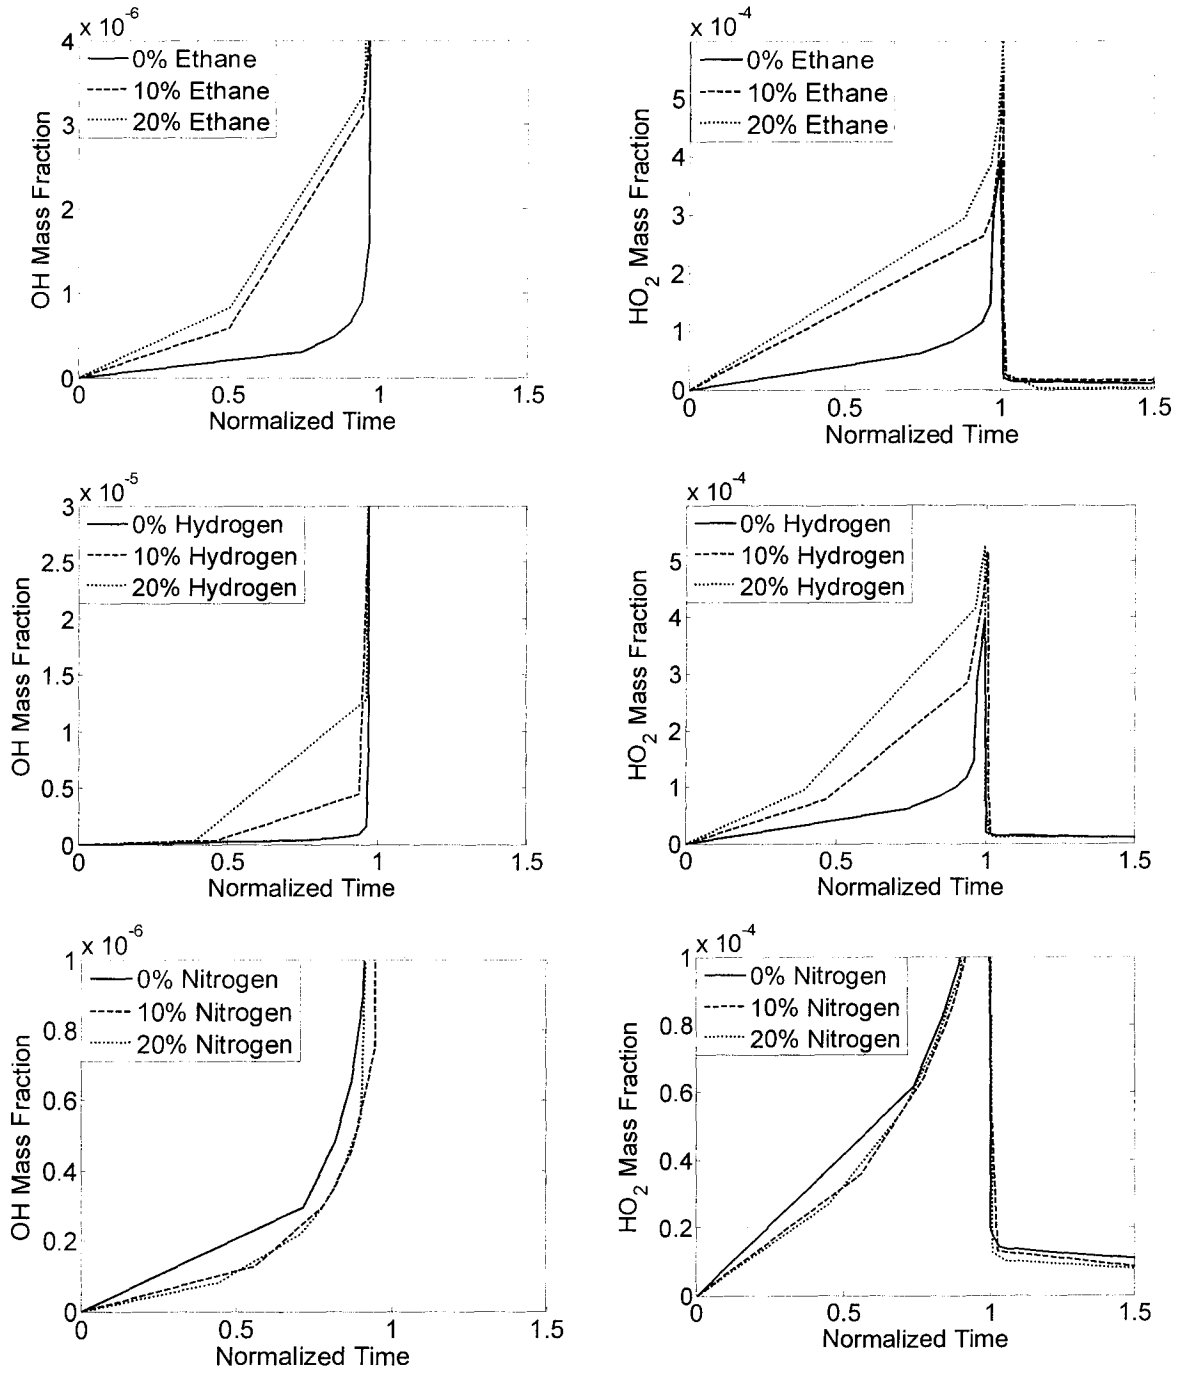 x 10-6
4
3
2
1
0
0% Ethane
10% Ethane
20% Ethane
OH Mass Fraction
0 0.5 1 1.5
Normalized Time
x 10-4
5
4
3
2
1
0
0% Ethane
10% Ethane
20% Ethane
HO2 Mass Fraction
0 0.5 1 1.5
Normalized Time
x 10-5
3
2.5
2
1.5
1
0.5
0
0% Hydrogen
10% Hydrogen
20% Hydrogen
OH Mass Fraction
0 0.5 1 1.5
Normalized Time
x 10-4
5
4
3
2
1
0
0% Hydrogen
10% Hydrogen
20% Hydrogen
HO2 Mass Fraction
0 0.5 1 1.5
Normalized Time
x 10-6
1
0.8
0.6
0.4
0.2
0
0% Nitrogen
10% Nitrogen
20% Nitrogen
OH Mass Fraction
0 0.5 1 1.5
Normalized Time
x 10-4
1
0.8
0.6
0.4
0.2
0
0% Nitrogen
10% Nitrogen
20% Nitrogen
HO2 Mass Fraction
0 0.5 1 1.5
Normalized Time